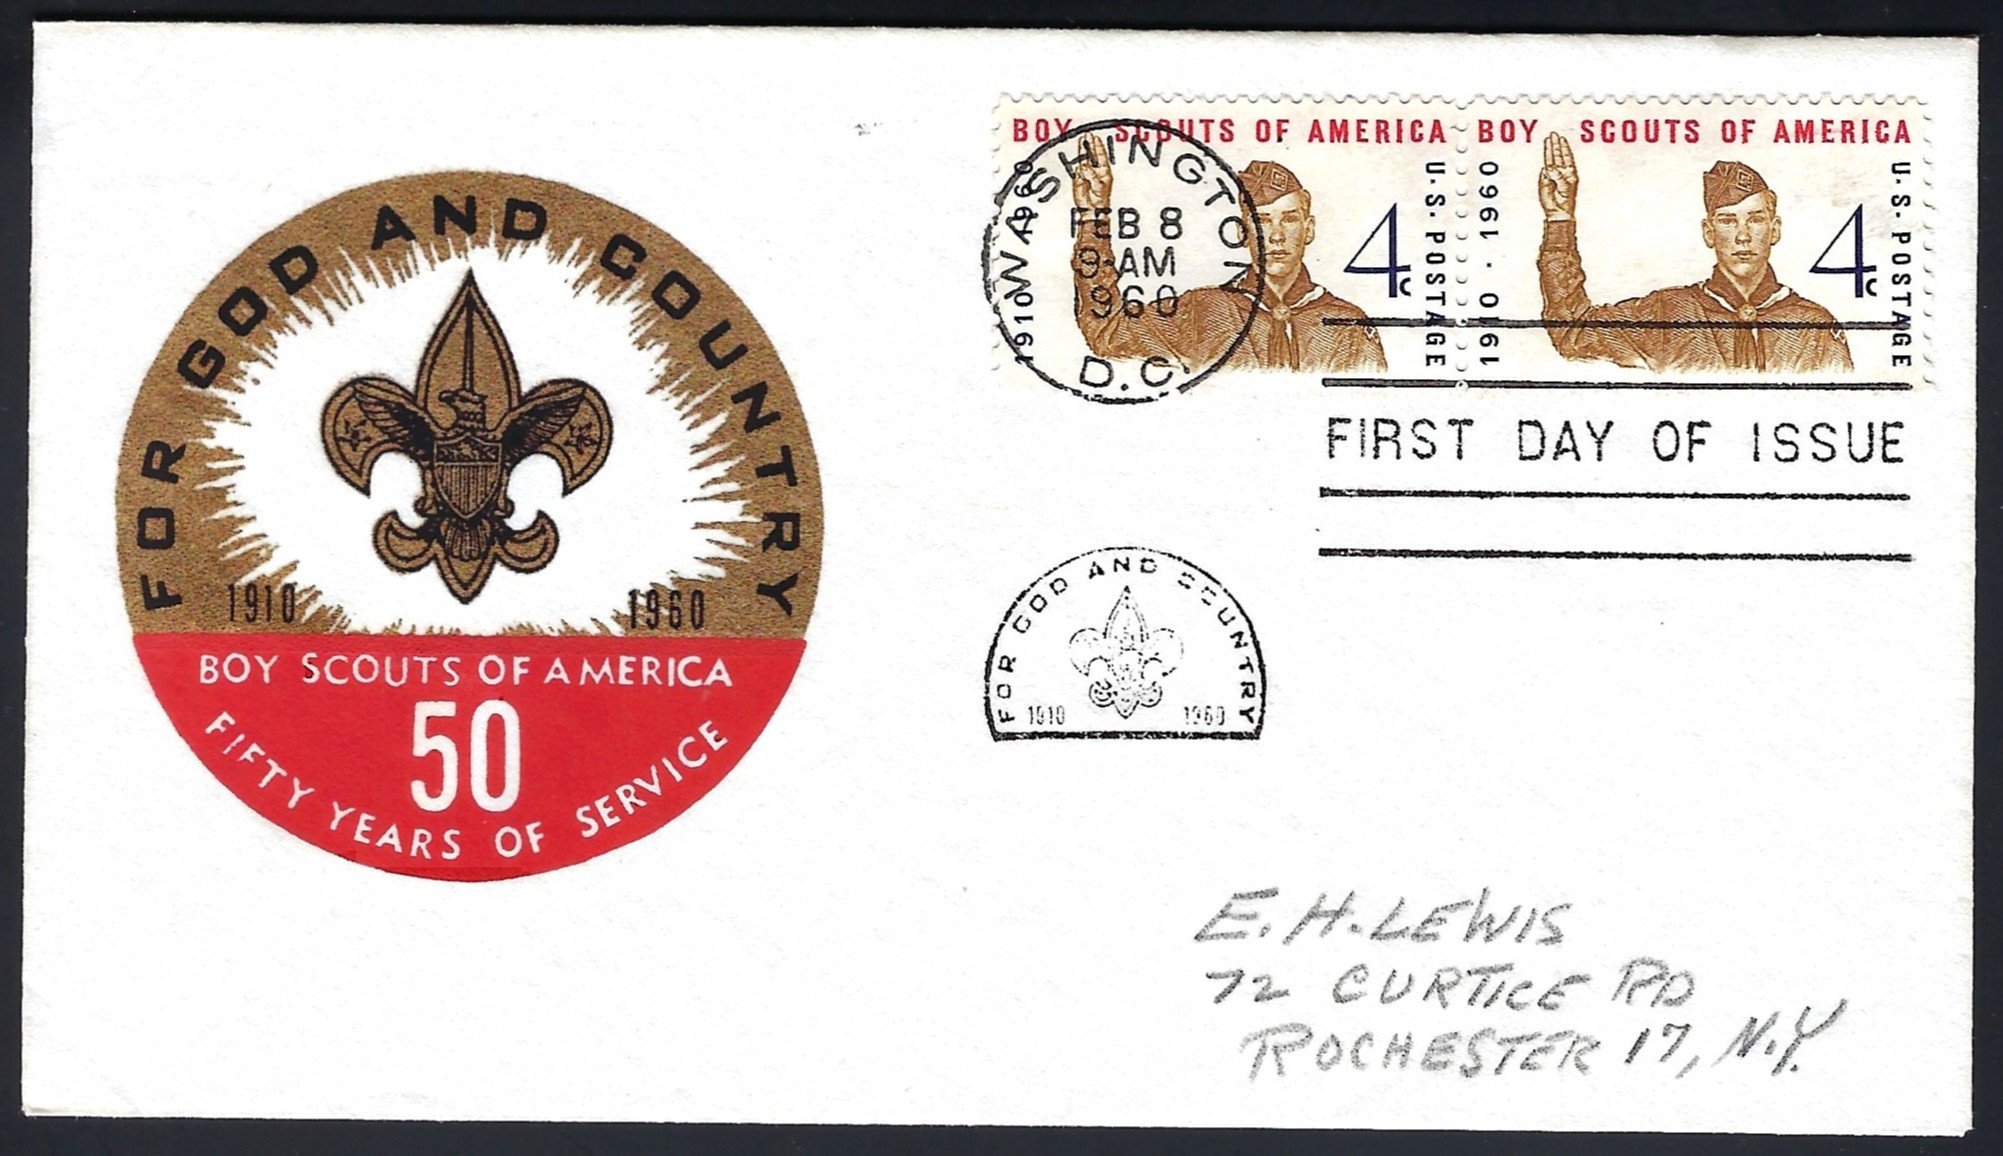 FOR GOD AND COUNTRY
1910 1960
BOY SCOUTS OF AMERICA
50
FIFTY YEARS OF SERVICE
BOY SCOUTS OF AMERICA
1910 · 1960
4c
U.S. POSTAGE
BOY SCOUTS OF AMERICA
1910 · 1960
4c
U.S. POSTAGE
WASHINGTON
FEB 8
9-AM
1960
D.C.
FIRST DAY OF ISSUE
FOR GOD AND COUNTRY
1910 1960
E. H. LEWIS
72 CURTICE RD
ROCHESTER 17, N.Y.